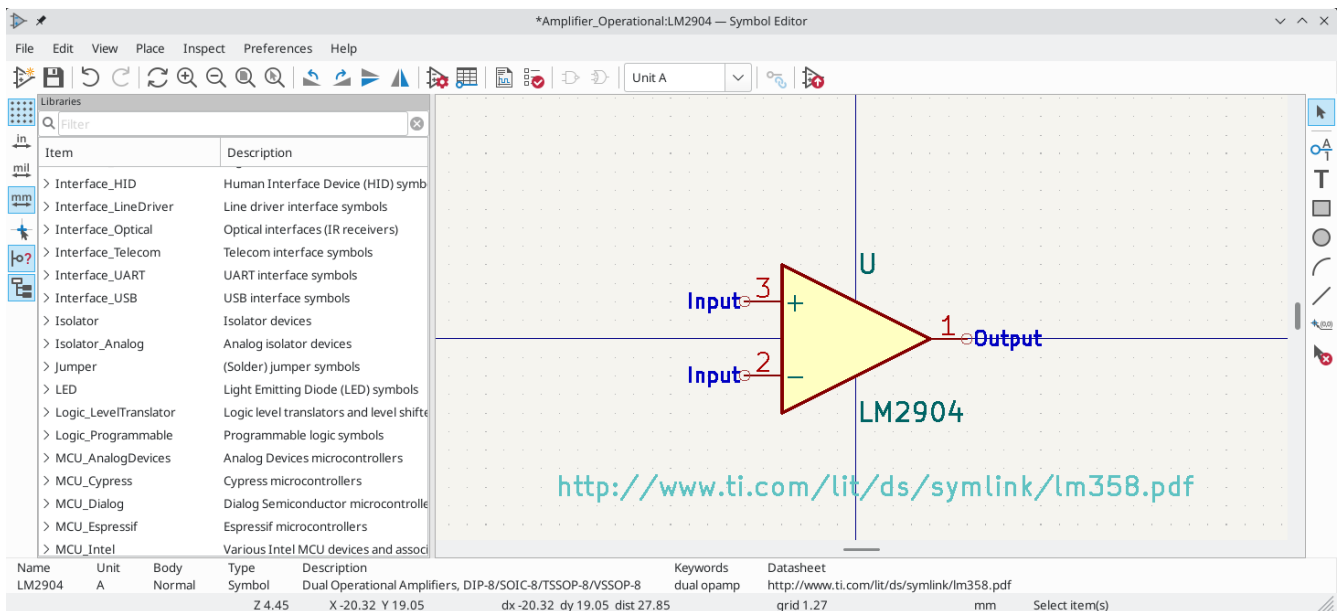 *Amplifier_Operational:LM2904 — Symbol Editor
File Edit View Place Inspect Preferences Help
Unit A
Libraries
Filter
Item Description
Interface_HID Human Interface Device (HID) symb
Interface_LineDriver Line driver interface symbols
Interface_Optical Optical interfaces (IR receivers)
Interface_Telecom Telecom interface symbols
Interface_UART UART interface symbols
Interface_USB USB interface symbols
Isolator Isolator devices
Isolator_Analog Analog isolator devices
Jumper (Solder) jumper symbols
LED Light Emitting Diode (LED) symbols
Logic_LevelTranslator Logic level translators and level shifte
Logic_Programmable Programmable logic symbols
MCU_AnalogDevices Analog Devices microcontrollers
MCU_Cypress Cypress microcontrollers
MCU_Dialog Dialog Semiconductor microcontrolle
MCU_Espressif Espressif microcontrollers
MCU_Intel Various Intel MCU devices and associ
in
mil
mm
U
Input 3 +
1 Output
Input 2 −
LM2904
http://www.ti.com/lit/ds/symlink/lm358.pdf
A
1
T
(0,0)
Name Unit Body Type Description Keywords Datasheet
LM2904 A Normal Symbol Dual Operational Amplifiers, DIP-8/SOIC-8/TSSOP-8/VSSOP-8 dual opamp http://www.ti.com/lit/ds/symlink/lm358.pdf
Z 4.45 X -20.32 Y 19.05 dx -20.32 dy 19.05 dist 27.85 grid 1.27 mm Select item(s)